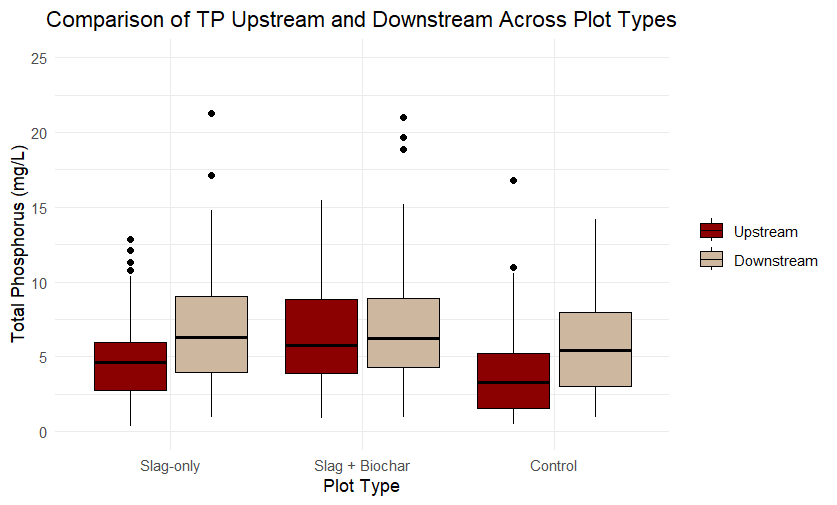 Comparison of TP Upstream and Downstream Across Plot Types
Total Phosphorus (mg/L)
25
20
15
10
5
0
Slag-only
Slag + Biochar
Control
Plot Type
Upstream
Downstream